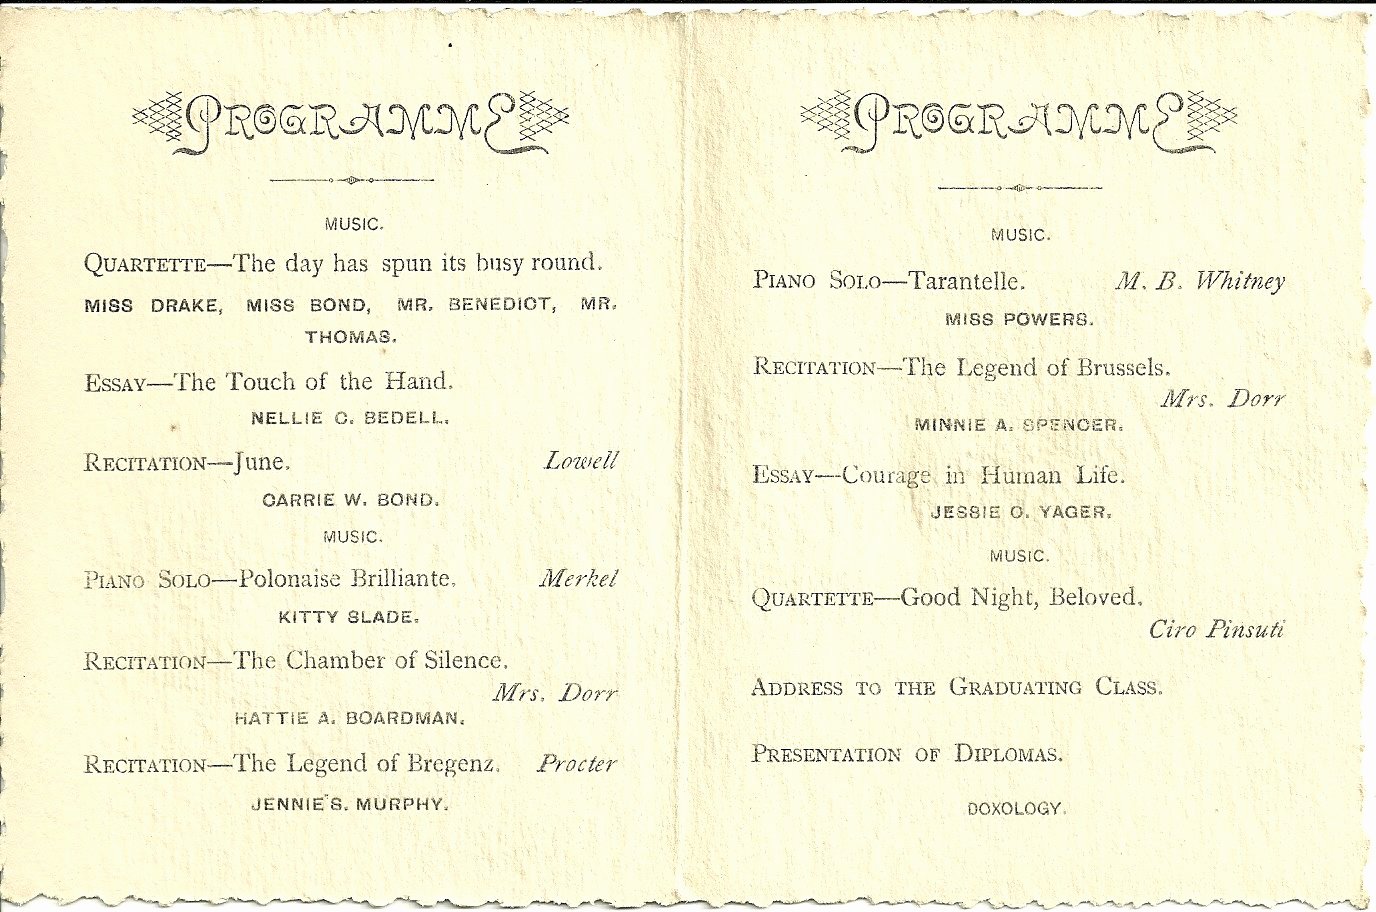 PROGRAMME
MUSIC.
QUARTETTE—The day has spun its busy round.
MISS DRAKE, MISS BOND, MR. BENEDICT, MR.
THOMAS.
ESSAY—The Touch of the Hand.
NELLIE C. BEDELL.
RECITATION—June. Lowell
CARRIE W. BOND.
MUSIC.
PIANO SOLO—Polonaise Brilliante. Merkel
KITTY SLADE.
RECITATION—The Chamber of Silence.
Mrs. Dorr
HATTIE A. BOARDMAN.
RECITATION—The Legend of Bregenz. Procter
JENNIE S. MURPHY.
PROGRAMME
MUSIC.
PIANO SOLO—Tarantelle. M. B. Whitney
MISS POWERS.
RECITATION—The Legend of Brussels.
Mrs. Dorr
MINNIE A. SPENCER.
ESSAY—Courage in Human Life.
JESSIE C. YAGER.
MUSIC.
QUARTETTE—Good Night, Beloved.
Ciro Pinsuti
ADDRESS TO THE GRADUATING CLASS.
PRESENTATION OF DIPLOMAS.
DOXOLOGY.